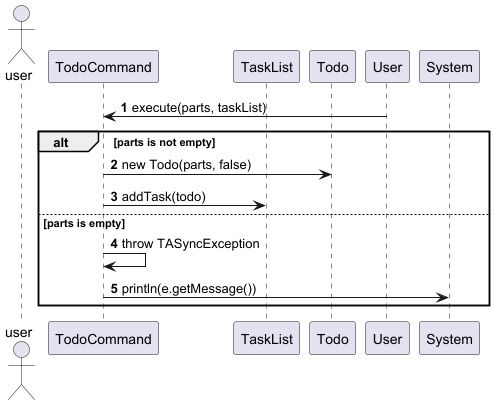 user
TodoCommand
TaskList
Todo
User
System
1 execute(parts, taskList)
alt
[parts is not empty]
2 new Todo(parts, false)
3 addTask(todo)
[parts is empty]
4 throw TASyncException
5 println(e.getMessage())
user
TodoCommand
TaskList
Todo
User
System